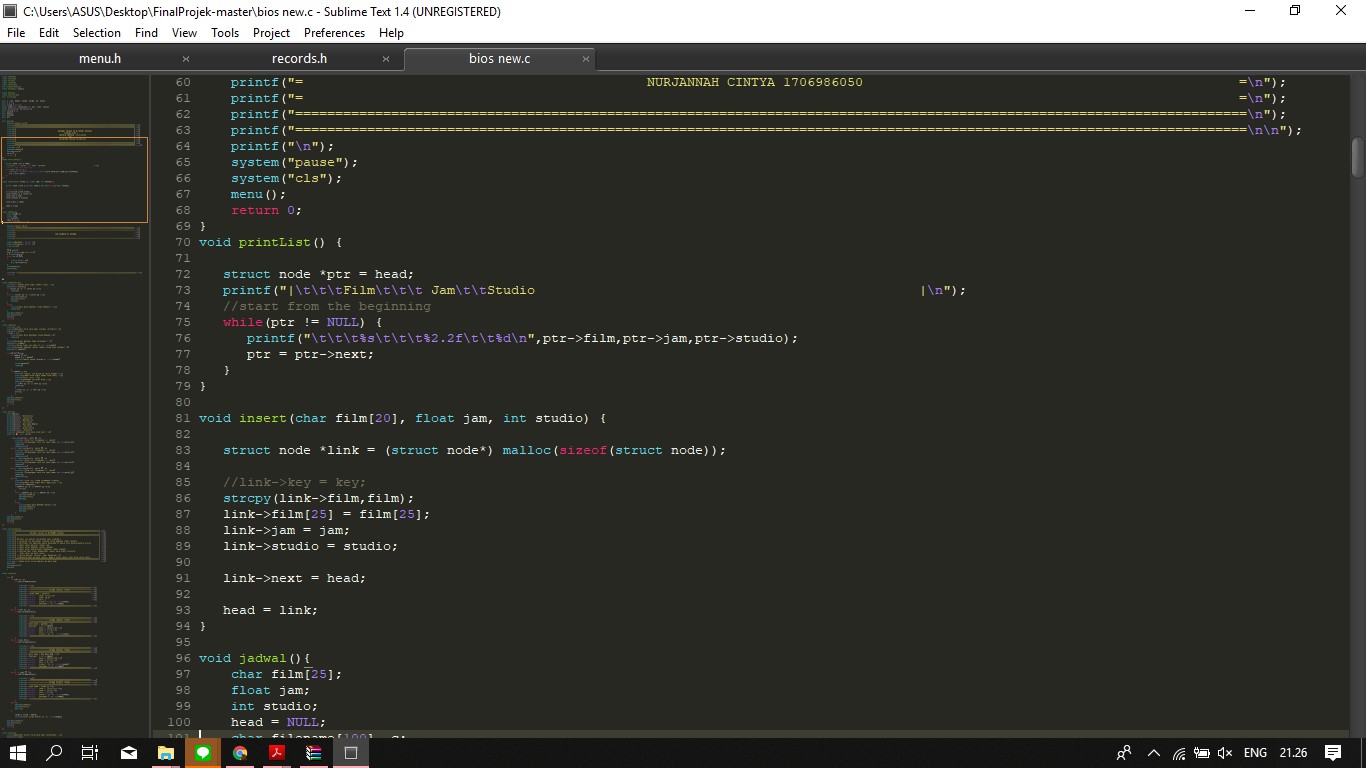 C:\Users\ASUS\Desktop\FinalProjek-master\bios new.c - Sublime Text 1.4 (UNREGISTERED)
File Edit Selection Find View Tools Project Preferences Help
menu.h × records.h × bios new.c ×
60 printf("= NURJANNAH CINTYA 1706986050 =\n");
61 printf("= =\n");
62 printf("=======================================================================================================================\n");
63 printf("=======================================================================================================================\n\n");
64 printf("\n");
65 system("pause");
66 system("cls");
67 menu();
68 return 0;
69 }
70 void printList() {
71
72 struct node *ptr = head;
73 printf("|\t\t\tFilm\t\t\t Jam\t\tStudio |\n");
74 //start from the beginning
75 while(ptr != NULL) {
76 printf("\t\t\t%s\t\t\t%2.2f\t\t%d\n",ptr->film,ptr->jam,ptr->studio);
77 ptr = ptr->next;
78 }
79 }
80
81 void insert(char film[20], float jam, int studio) {
82
83 struct node *link = (struct node*) malloc(sizeof(struct node));
84
85 //link->key = key;
86 strcpy(link->film,film);
87 link->film[25] = film[25];
88 link->jam = jam;
89 link->studio = studio;
90
91 link->next = head;
92
93 head = link;
94 }
95
96 void jadwal(){
97 char film[25];
98 float jam;
99 int studio;
100 head = NULL;
101 char filename[100], c;
ENG 21.26